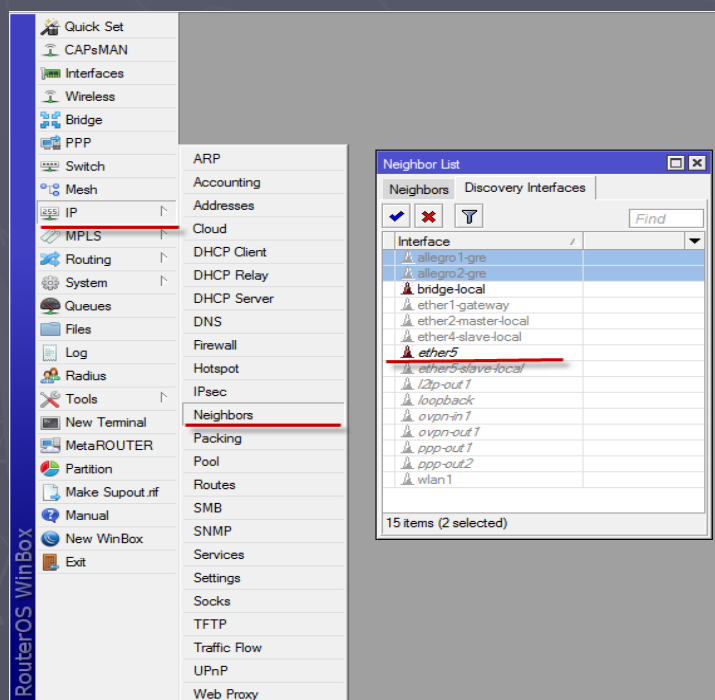 Quick Set
CAPsMAN
Interfaces
Wireless
Bridge
PPP
Switch
Mesh
255 IP
MPLS
Routing
System
Queues
Files
Log
Radius
Tools
New Terminal
MetaROUTER
Partition
Make Supout.rif
Manual
New WinBox
Exit
RouterOS WinBox
ARP
Accounting
Addresses
Cloud
DHCP Client
DHCP Relay
DHCP Server
DNS
Firewall
Hotspot
IPsec
Neighbors
Packing
Pool
Routes
SMB
SNMP
Services
Settings
Socks
TFTP
Traffic Flow
UPnP
Web Proxy
Neighbor List
Neighbors Discovery Interfaces
Find
Interface
allegro1-gre
allegro2-gre
bridge-local
ether1-gateway
ether2-master-local
ether4-slave-local
ether5
ether5-slave-local
l2tp-out1
loopback
ovpn-in1
ovpn-out1
ppp-out1
ppp-out2
wlan1
15 items (2 selected)